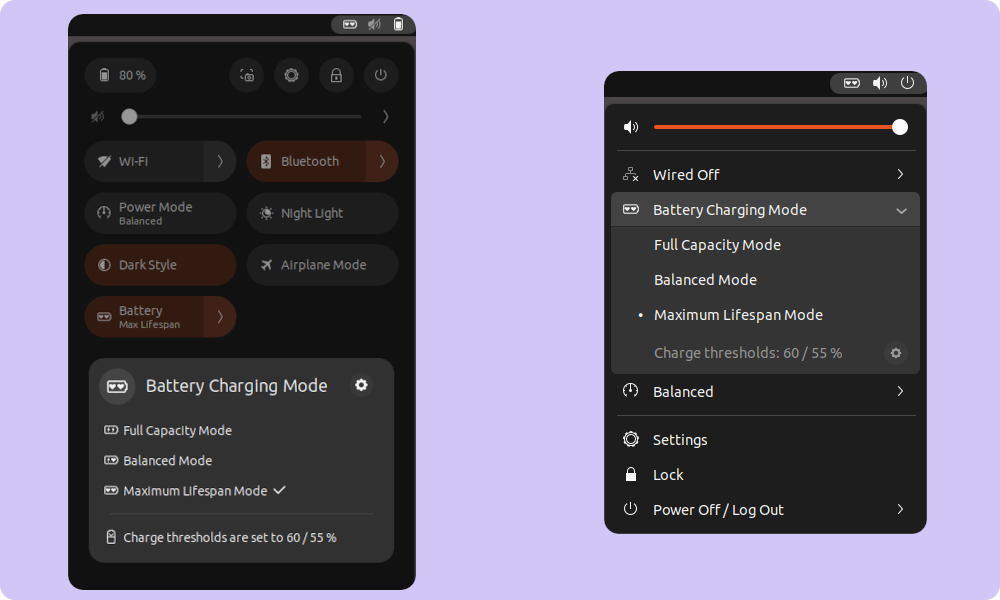 80 %
Wi-Fi
Bluetooth
Power Mode
Balanced
Night Light
Dark Style
Airplane Mode
Battery
Max Lifespan
Battery Charging Mode
Full Capacity Mode
Balanced Mode
Maximum Lifespan Mode
Charge thresholds are set to 60 / 55 %
Wired Off
Battery Charging Mode
Full Capacity Mode
Balanced Mode
• Maximum Lifespan Mode
Charge thresholds: 60 / 55 %
Balanced
Settings
Lock
Power Off / Log Out